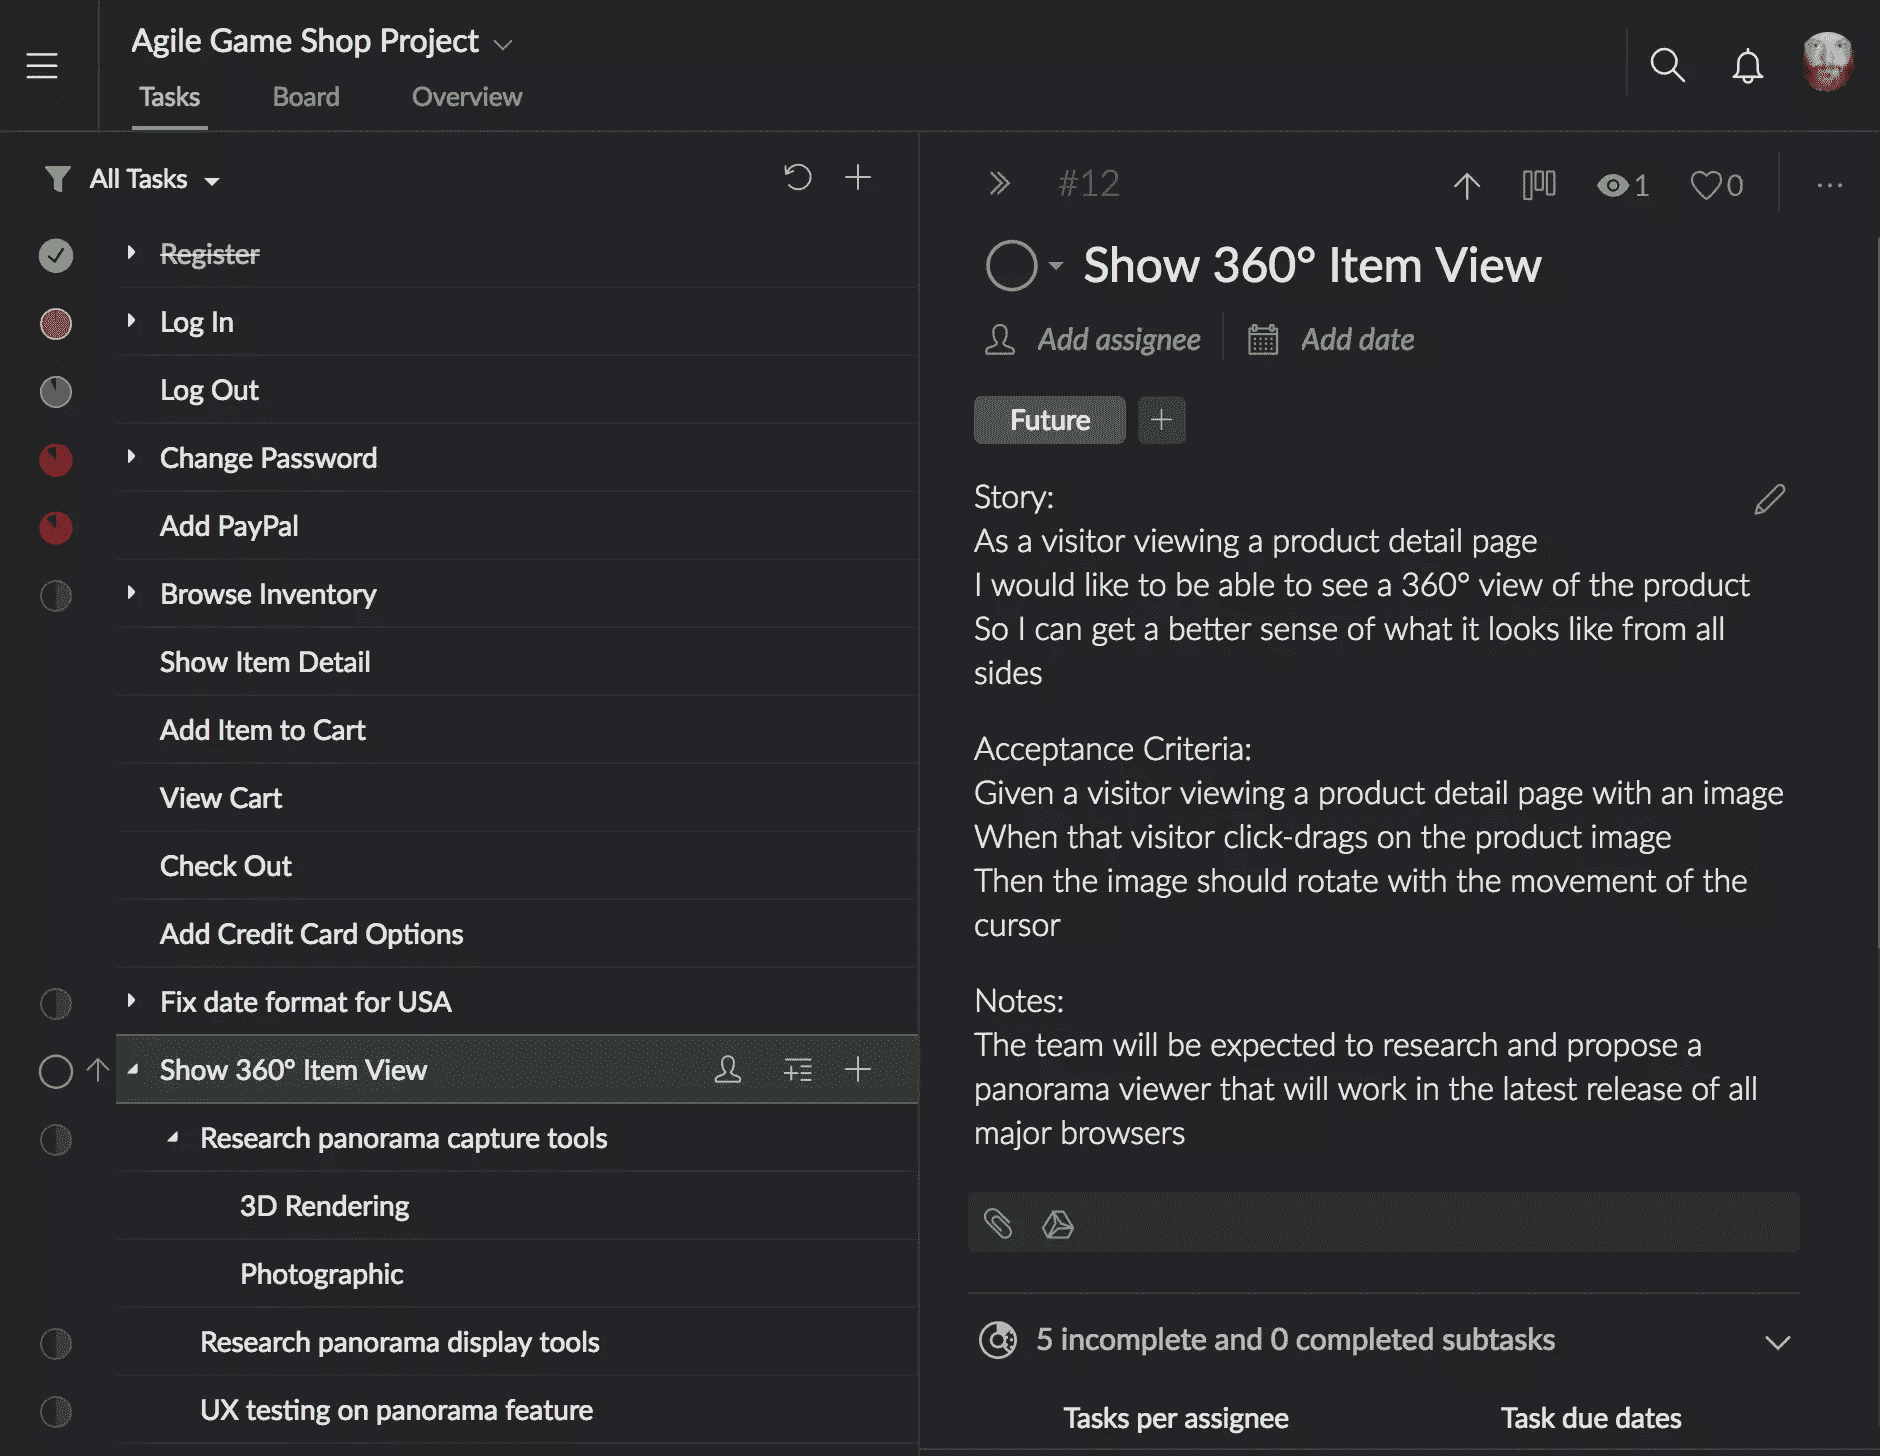 Agile Game Shop Project
Tasks Board Overview
All Tasks
Register
Log In
Log Out
Change Password
Add PayPal
Browse Inventory
Show Item Detail
Add Item to Cart
View Cart
Check Out
Add Credit Card Options
Fix date format for USA
Show 360° Item View
Research panorama capture tools
3D Rendering
Photographic
Research panorama display tools
UX testing on panorama feature
#12
1
0
Show 360° Item View
Add assignee
Add date
Future
Story:
As a visitor viewing a product detail page
I would like to be able to see a 360° view of the product
So I can get a better sense of what it looks like from all
sides
Acceptance Criteria:
Given a visitor viewing a product detail page with an image
When that visitor click-drags on the product image
Then the image should rotate with the movement of the
cursor
Notes:
The team will be expected to research and propose a
panorama viewer that will work in the latest release of all
major browsers
5 incomplete and 0 completed subtasks
Tasks per assignee
Task due dates